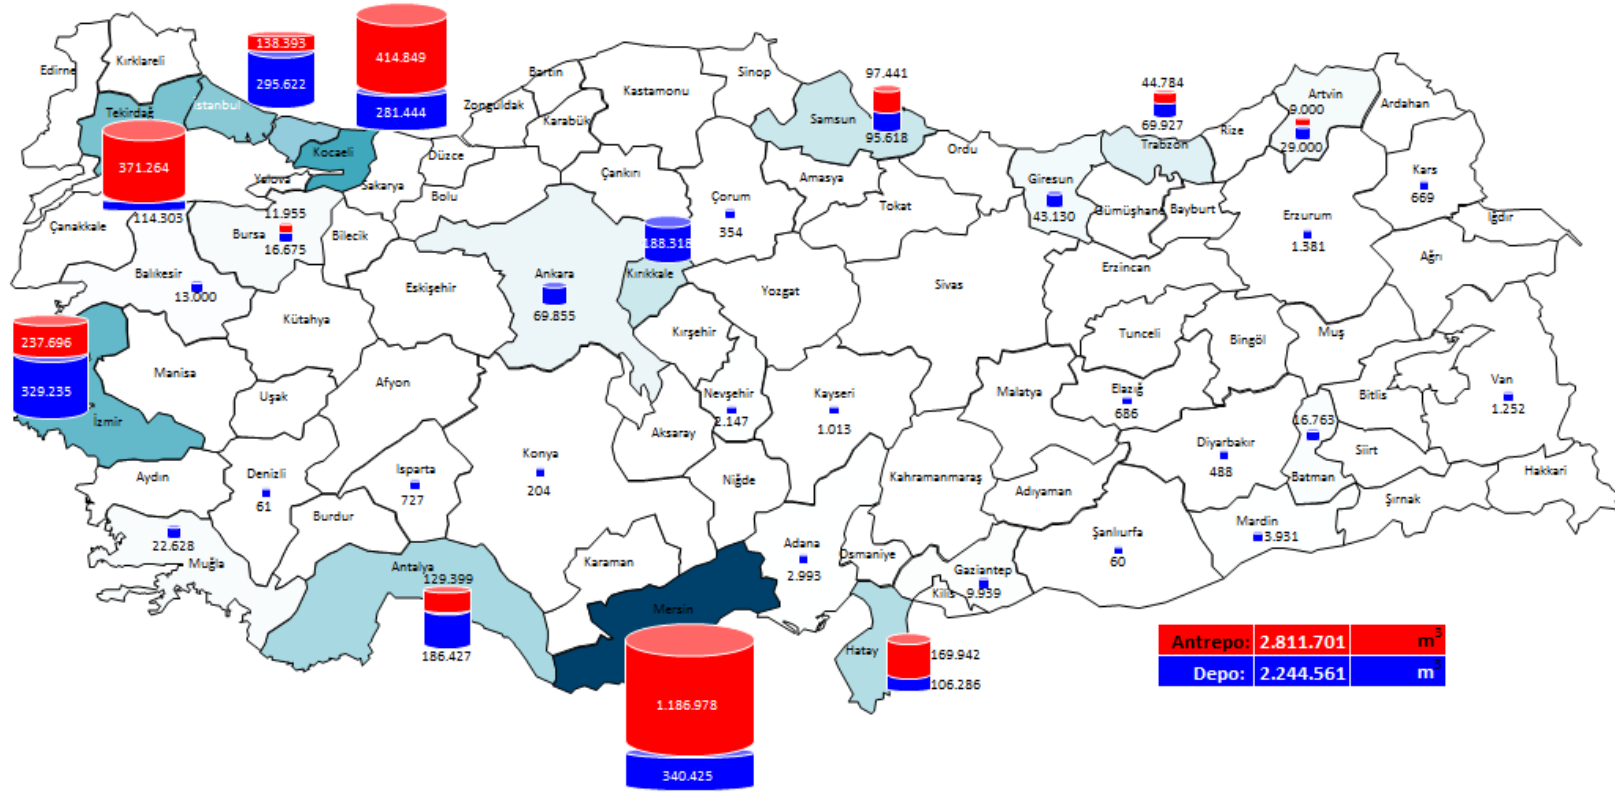 138.393
295.622
414.849
281.444
Edirne
Kırklareli
Tekirdağ
İstanbul
371.264
114.303
Kocaeli
Yalova
Sakarya
Düzce
Bolu
Zonguldak
Bartın
Karabük
Kastamonu
Çankırı
Sinop
97.441
Samsun
95.618
Ordu
Amasya
Tokat
Çorum
354
44.784
69.927
Trabzon
Rize
Artvin
9.000
29.000
Ardahan
Kars
669
Iğdır
Giresun
43.130
Gümüşhane
Bayburt
Erzurum
1.381
Ağrı
Çanakkale
11.955
Bursa
16.675
Bilecik
Balıkesir
13.000
Eskişehir
Kütahya
Ankara
69.855
188.318
Kırıkkale
Kırşehir
Yozgat
Sivas
Erzincan
Tunceli
Bingöl
Muş
237.696
329.235
İzmir
Manisa
Uşak
Afyon
Nevşehir
2.147
Kayseri
1.013
Malatya
Elazığ
686
16.763
Batman
Bitlis
Van
1.252
Aksaray
Konya
204
Isparta
727
Denizli
61
Aydın
Burdur
Niğde
Kahramanmaraş
Adıyaman
Diyarbakır
488
Siirt
Şırnak
Hakkari
22.628
Muğla
Antalya
129.399
186.427
Karaman
Mersin
1.186.978
340.425
Adana
2.993
Osmaniye
Gaziantep
9.939
Kilis
Şanlıurfa
60
Mardin
3.931
Hatay
169.942
106.286
Antrepo: 2.811.701 m³
Depo: 2.244.561 m³